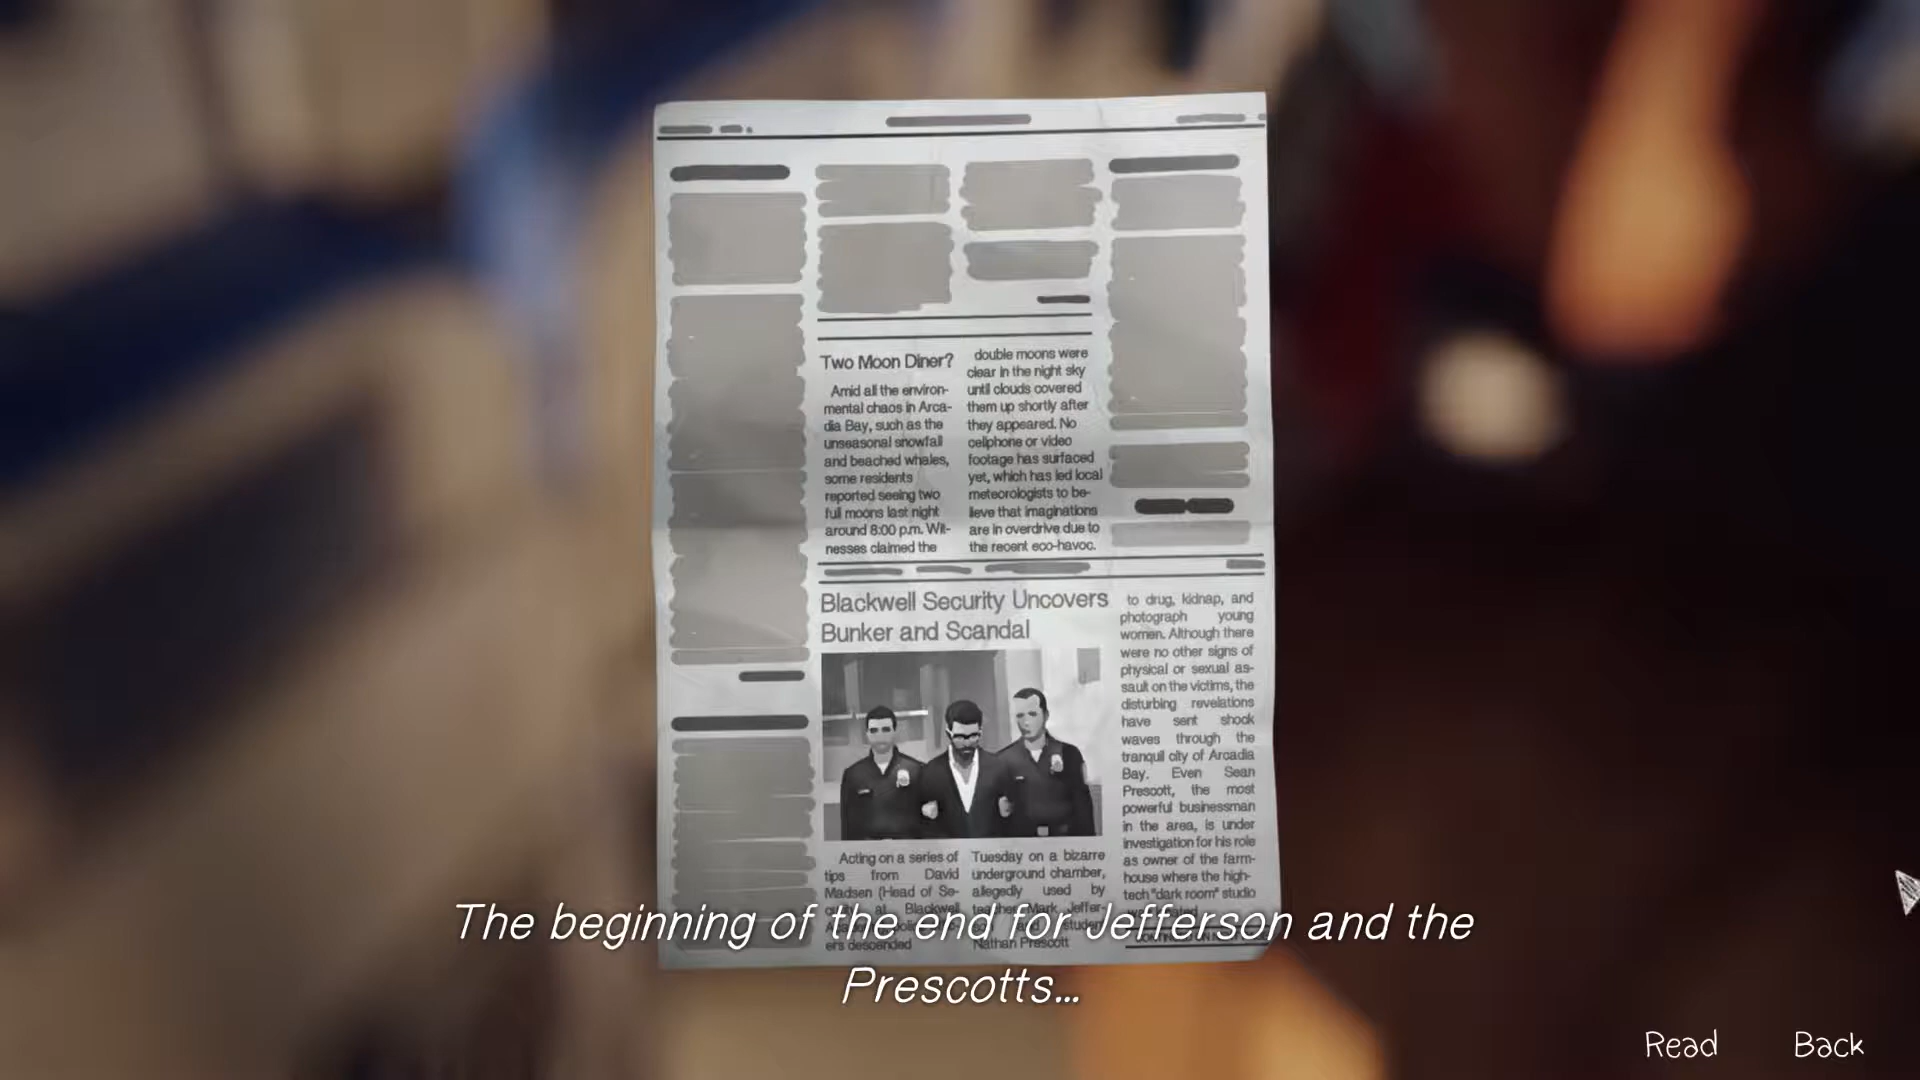 Two Moon Diner?
Amid all the environ-
mental chaos in Arca-
dia Bay, such as the
unseasonal snowfall
and beached whales,
some residents
reported seeing two
full moons last night
around 8:00 p.m. Wit-
nesses claimed the
double moons were
clear in the night sky
until clouds covered
them up shortly after
they appeared. No
cellphone or video
footage has surfaced
yet, which has led local
meteorologists to be-
lieve that imaginations
are in overdrive due to
the recent eco-havoc.
Blackwell Security Uncovers
Bunker and Scandal
Acting on a series of
tips from David
Madsen (Head of Se-
at Blackwell
ers descended
Tuesday on a bizarre
underground chamber,
allegedly used by
teacher Mark Jeffer-
and student
Nathan Prescott
to drug, kidnap, and
photograph young
women. Although there
were no other signs of
physical or sexual as-
sault on the victims, the
disturbing revelations
have sent shock
waves through the
tranquil city of Arcadia
Bay. Even Sean
Prescott, the most
powerful businessman
in the area, is under
investigation for his role
as owner of the farm-
house where the high-
tech "dark room" studio
The beginning of the end for Jefferson and the
Prescotts...
Read Back